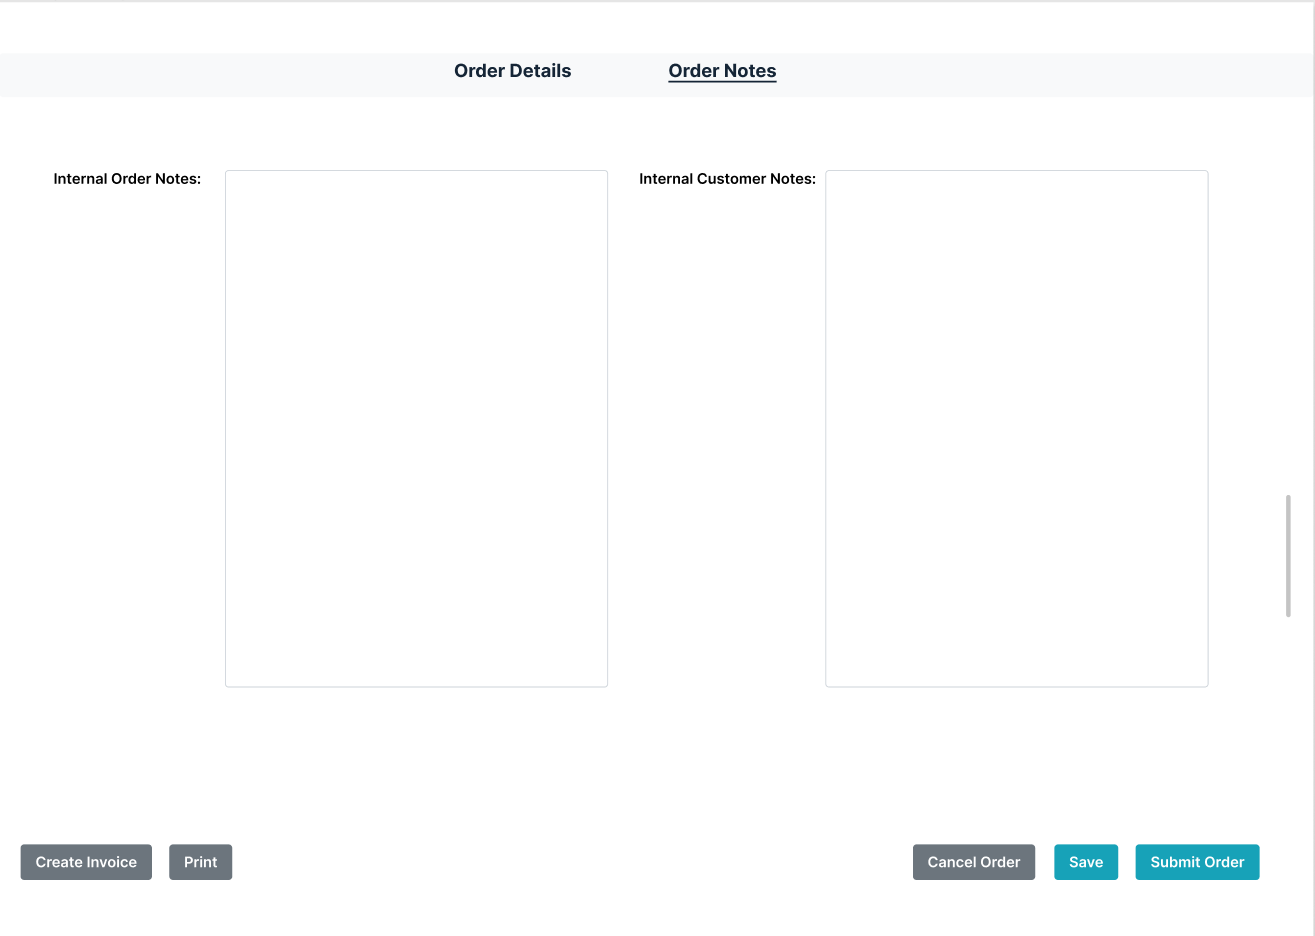 Order Details
Order Notes
Internal Order Notes:
Internal Customer Notes:
Create Invoice
Print
Cancel Order
Save
Submit Order